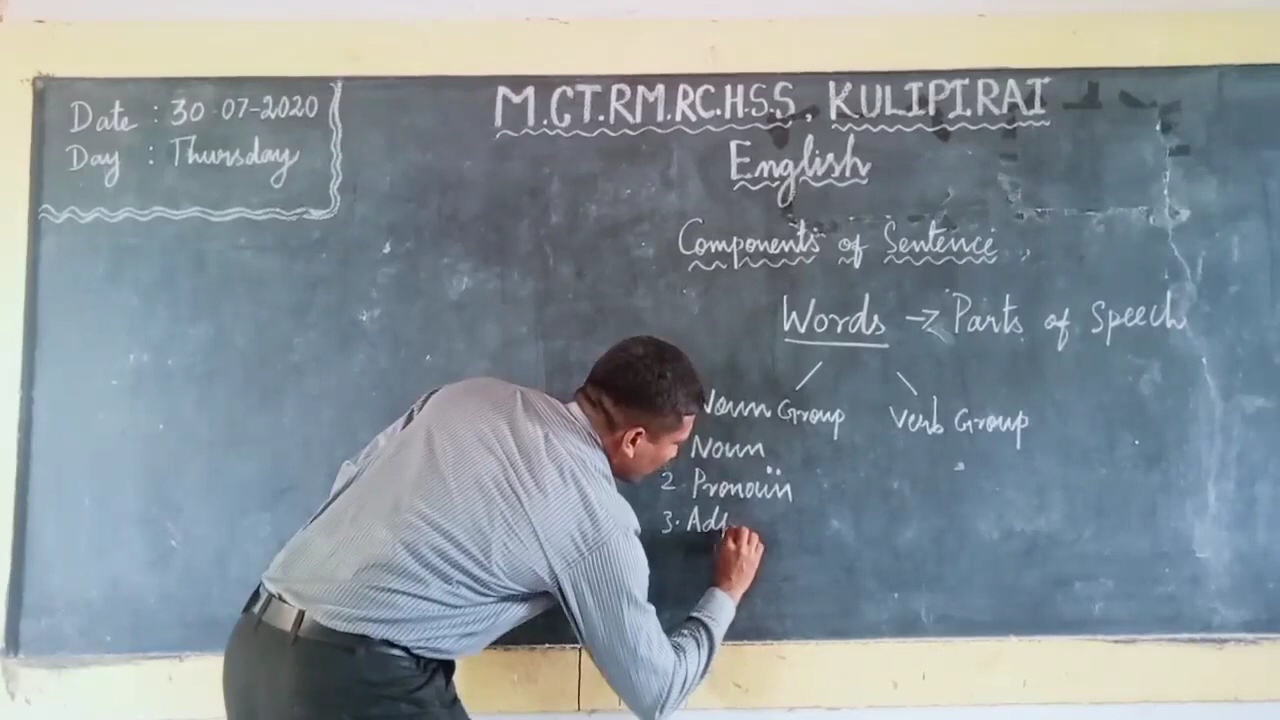 Date : 30-07-2020
Day : Thursday
M.CT.RM.RC.H.S.S, KULIPIRAI
English
Components of Sentence
Words → Parts of Speech
Noun Group
Verb Group
Noun
2. Pronoun
3. Adj